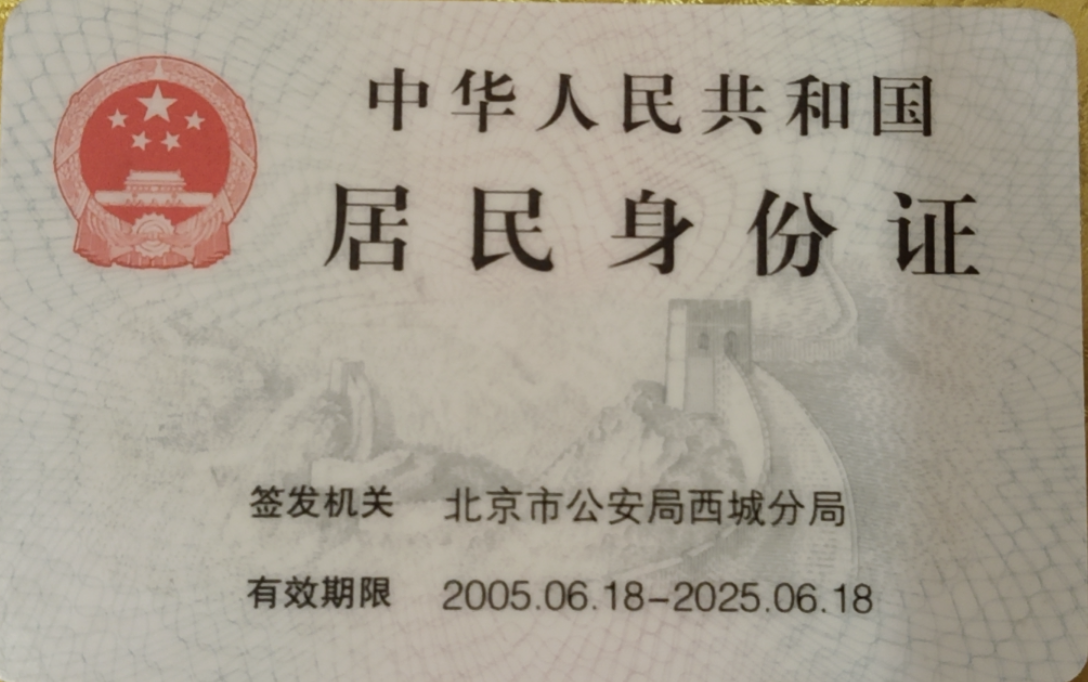 中华人民共和国
居民身份证
签发机关 北京市公安局西城分局
有效期限 2005.06.18-2025.06.18